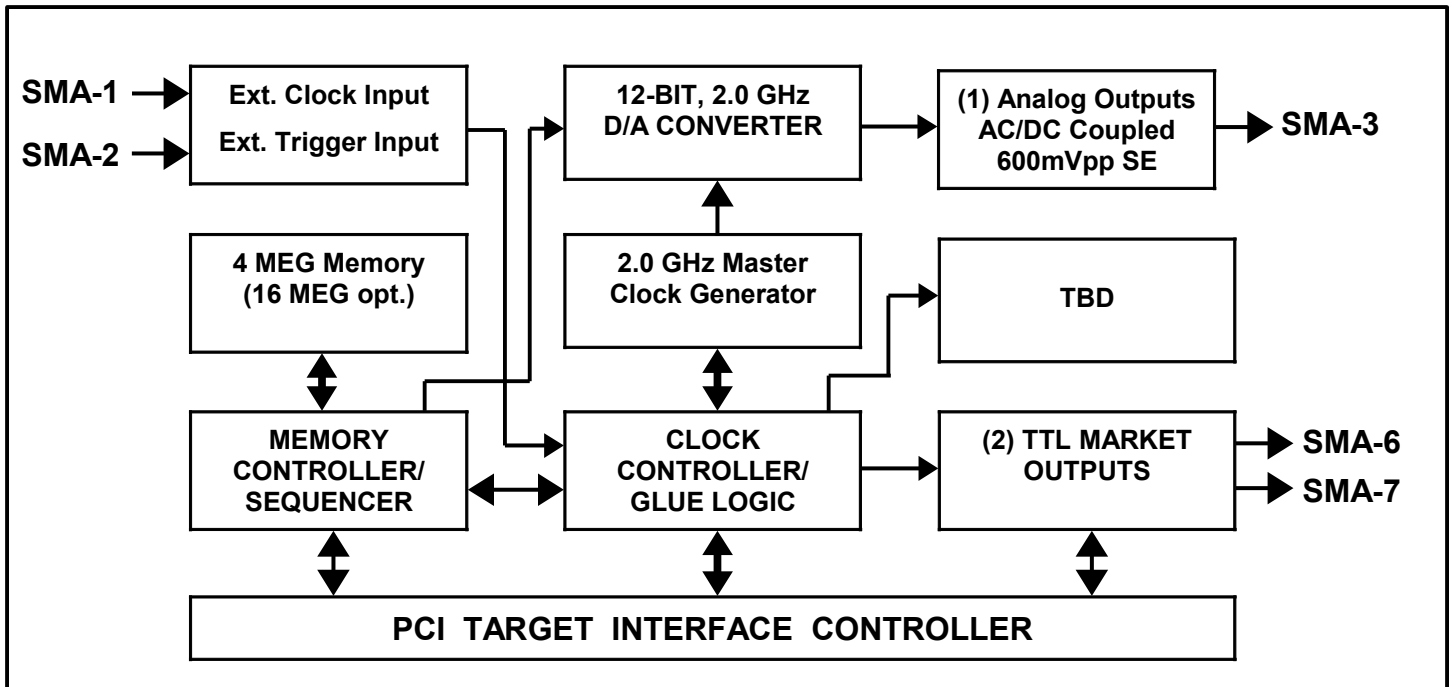 SMA-1
SMA-2
Ext. Clock Input
Ext. Trigger Input
12-BIT, 2.0 GHz
D/A CONVERTER
(1) Analog Outputs
AC/DC Coupled
600mVpp SE
SMA-3
4 MEG Memory
(16 MEG opt.)
2.0 GHz Master
Clock Generator
TBD
MEMORY
CONTROLLER/
SEQUENCER
CLOCK
CONTROLLER/
GLUE LOGIC
(2) TTL MARKET
OUTPUTS
SMA-6
SMA-7
PCI TARGET INTERFACE CONTROLLER